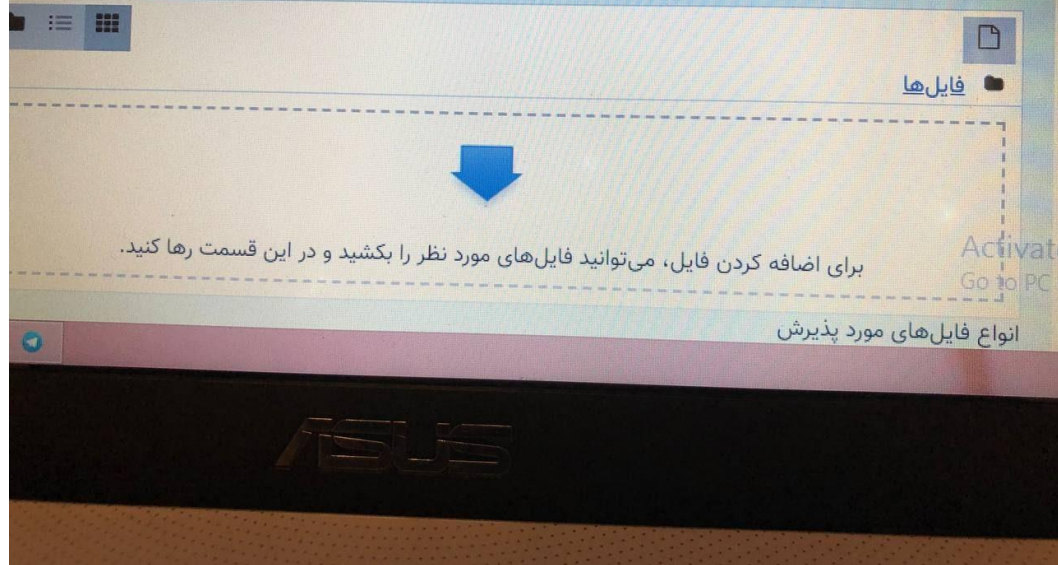 فایل‌ها
برای اضافه کردن فایل، می‌توانید فایل‌های مورد نظر را بکشید و در این قسمت رها کنید.
Activat
Go to PC
انواع فایل‌های مورد پذیرش
ASUS